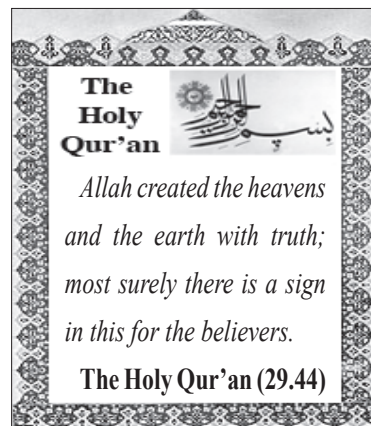 The
Holy
Qur’an
Allah created the heavens
and the earth with truth;
most surely there is a sign
in this for the believers.
The Holy Qur’an (29.44)